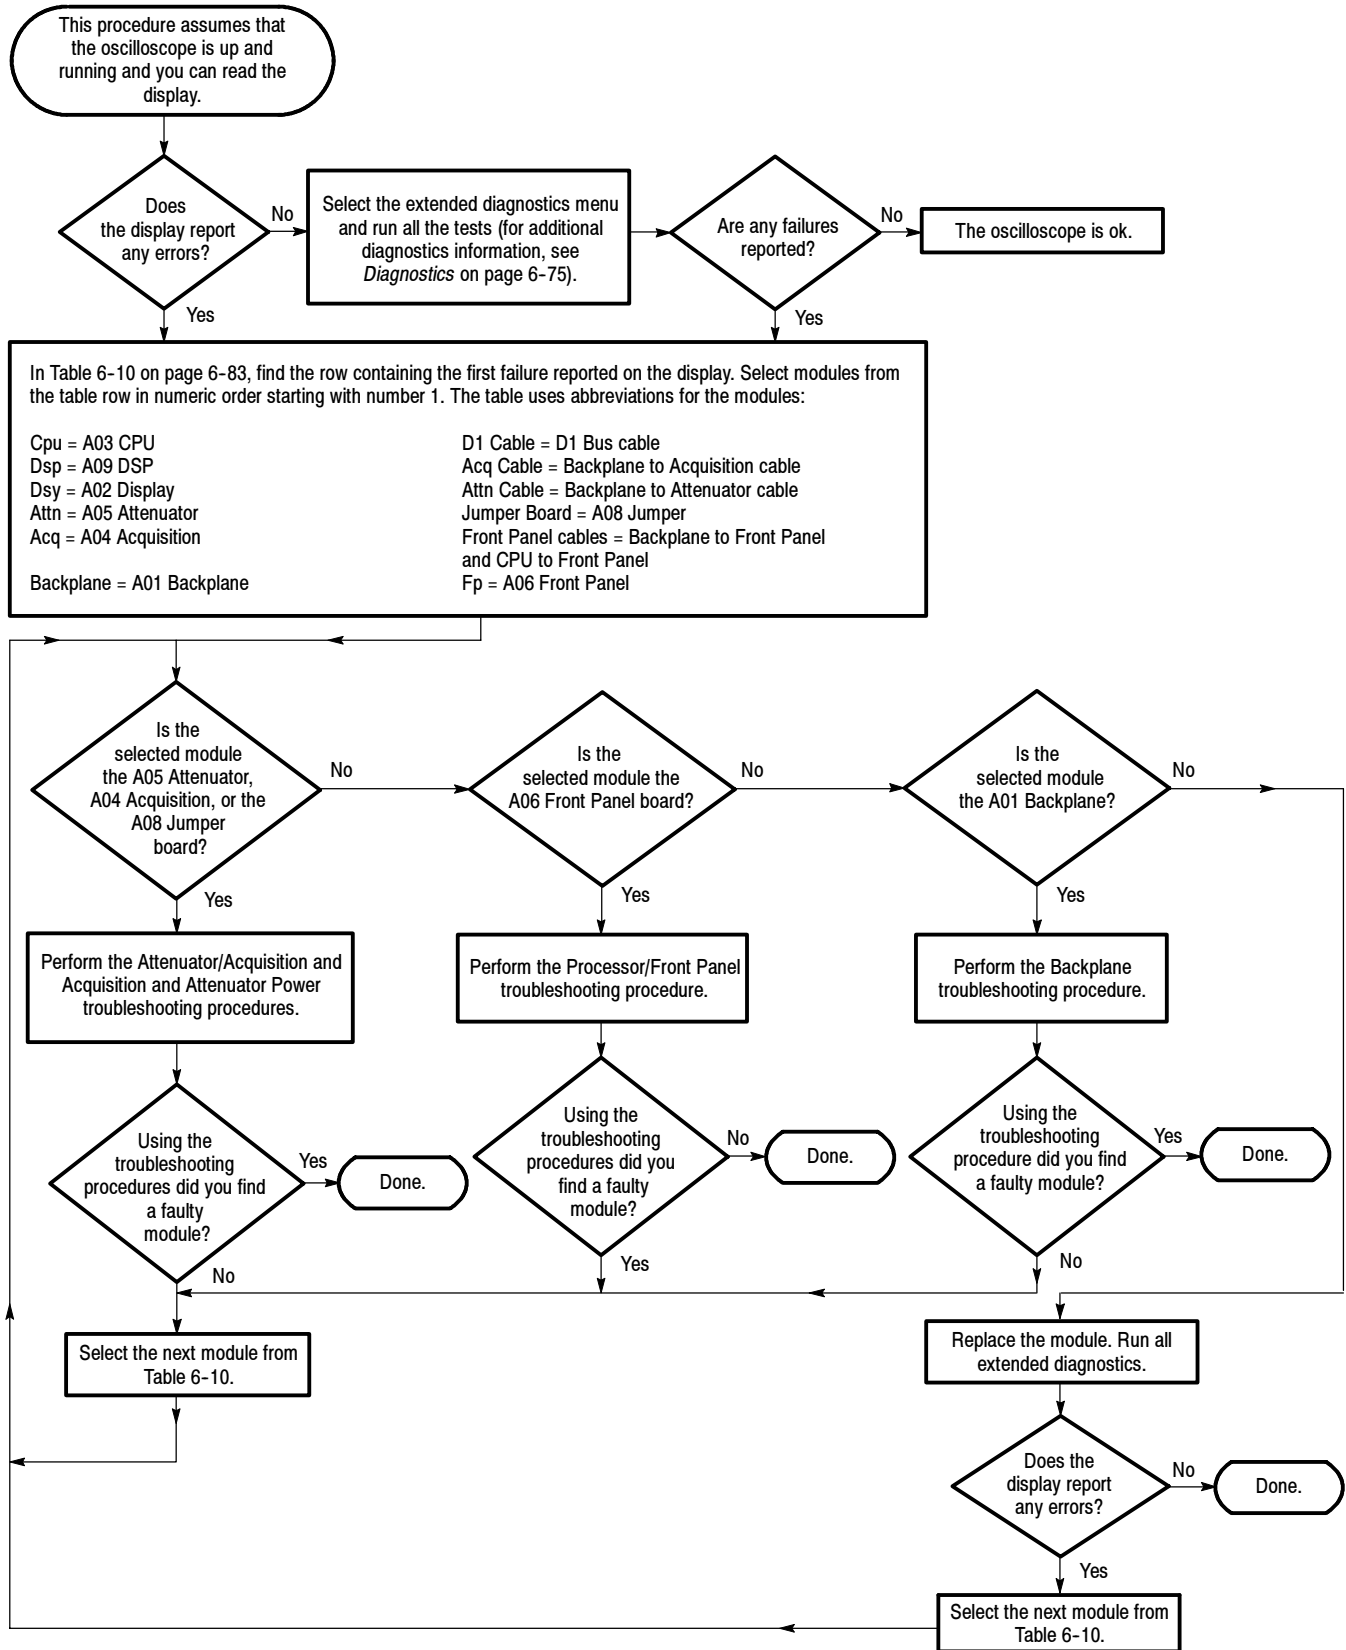 This procedure assumes that
the oscilloscope is up and
running and you can read the
display.
Does
the display report
any errors?
No
Yes
Select the extended diagnostics menu
and run all the tests (for additional
diagnostics information, see
Diagnostics on page 6-75).
Are any failures
reported?
No
Yes
The oscilloscope is ok.
In Table 6-10 on page 6-83, find the row containing the first failure reported on the display. Select modules from
the table row in numeric order starting with number 1. The table uses abbreviations for the modules:
Cpu = A03 CPU
Dsp = A09 DSP
Dsy = A02 Display
Attn = A05 Attenuator
Acq = A04 Acquisition
Backplane = A01 Backplane
D1 Cable = D1 Bus cable
Acq Cable = Backplane to Acquisition cable
Attn Cable = Backplane to Attenuator cable
Jumper Board = A08 Jumper
Front Panel cables = Backplane to Front Panel
and CPU to Front Panel
Fp = A06 Front Panel
Is the
selected module
the A05 Attenuator,
A04 Acquisition, or the
A08 Jumper
board?
No
Yes
Is the
selected module the
A06 Front Panel board?
No
Yes
Is the
selected module
the A01 Backplane?
No
Yes
Perform the Attenuator/Acquisition and
Acquisition and Attenuator Power
troubleshooting procedures.
Perform the Processor/Front Panel
troubleshooting procedure.
Perform the Backplane
troubleshooting procedure.
Using the
troubleshooting
procedures did you find
a faulty
module?
Yes
Done.
No
Using the
troubleshooting
procedures did you
find a faulty
module?
No
Done.
Yes
Using the
troubleshooting
procedure did you find
a faulty module?
Yes
Done.
No
Select the next module from
Table 6-10.
Replace the module. Run all
extended diagnostics.
Does the
display report
any errors?
No
Done.
Yes
Select the next module from
Table 6-10.